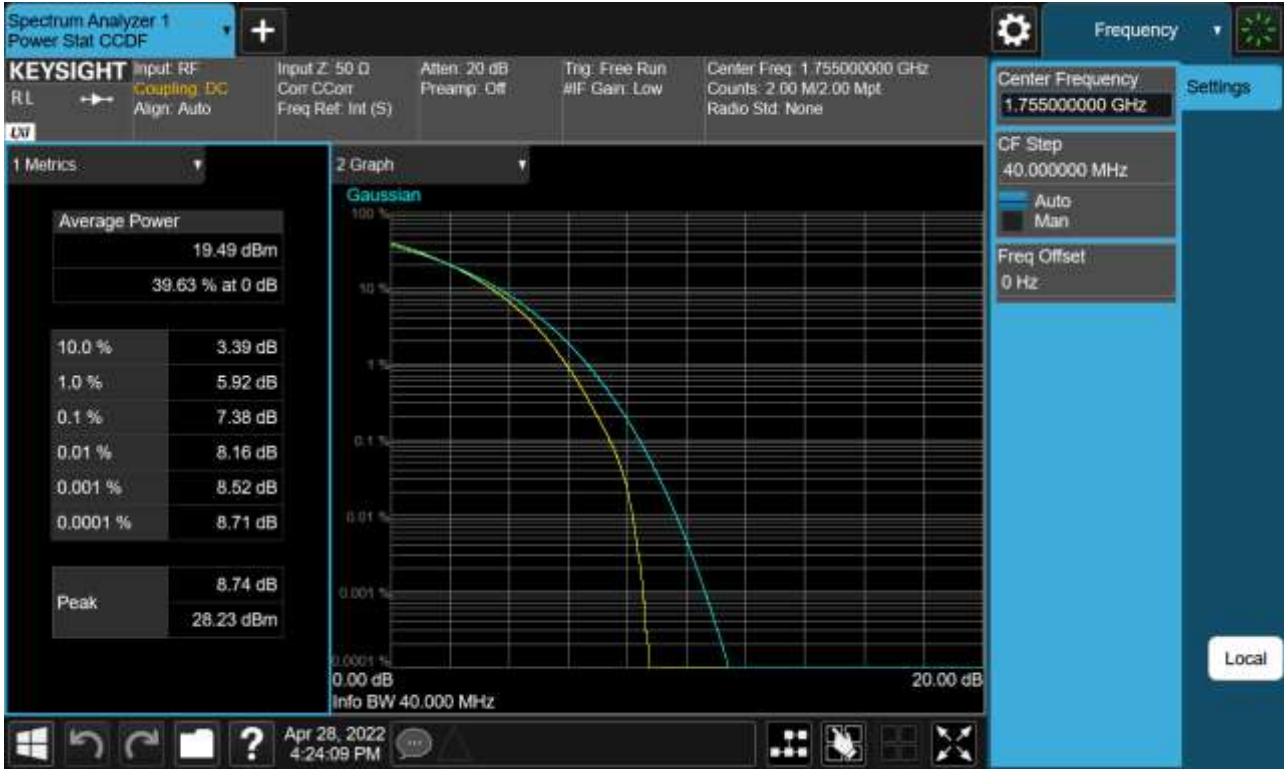 Spectrum Analyzer 1
Power Stat CCDF
Frequency
KEYSIGHT
RL
LXI
Input: RF
Coupling: DC
Align: Auto
Input Z: 50 Ω
Corr CCorr
Freq Ref: Int (S)
Atten: 20 dB
Preamp: Off
Trig: Free Run
#IF Gain: Low
Center Freq: 1.755000000 GHz
Counts: 2.00 M/2.00 Mpt
Radio Std: None
Center Frequency
1.755000000 GHz
Settings
CF Step
40.000000 MHz
Auto
Man
Freq Offset
0 Hz
Local
1 Metrics
Average Power
19.49 dBm
39.63 % at 0 dB
10.0 % 3.39 dB
1.0 % 5.92 dB
0.1 % 7.38 dB
0.01 % 8.16 dB
0.001 % 8.52 dB
0.0001 % 8.71 dB
Peak
8.74 dB
28.23 dBm
2 Graph
Gaussian
100 %
10 %
1 %
0.1 %
0.01 %
0.001 %
0.0001 %
0.00 dB 20.00 dB
Info BW 40.000 MHz
?
Apr 28, 2022
4:24:09 PM